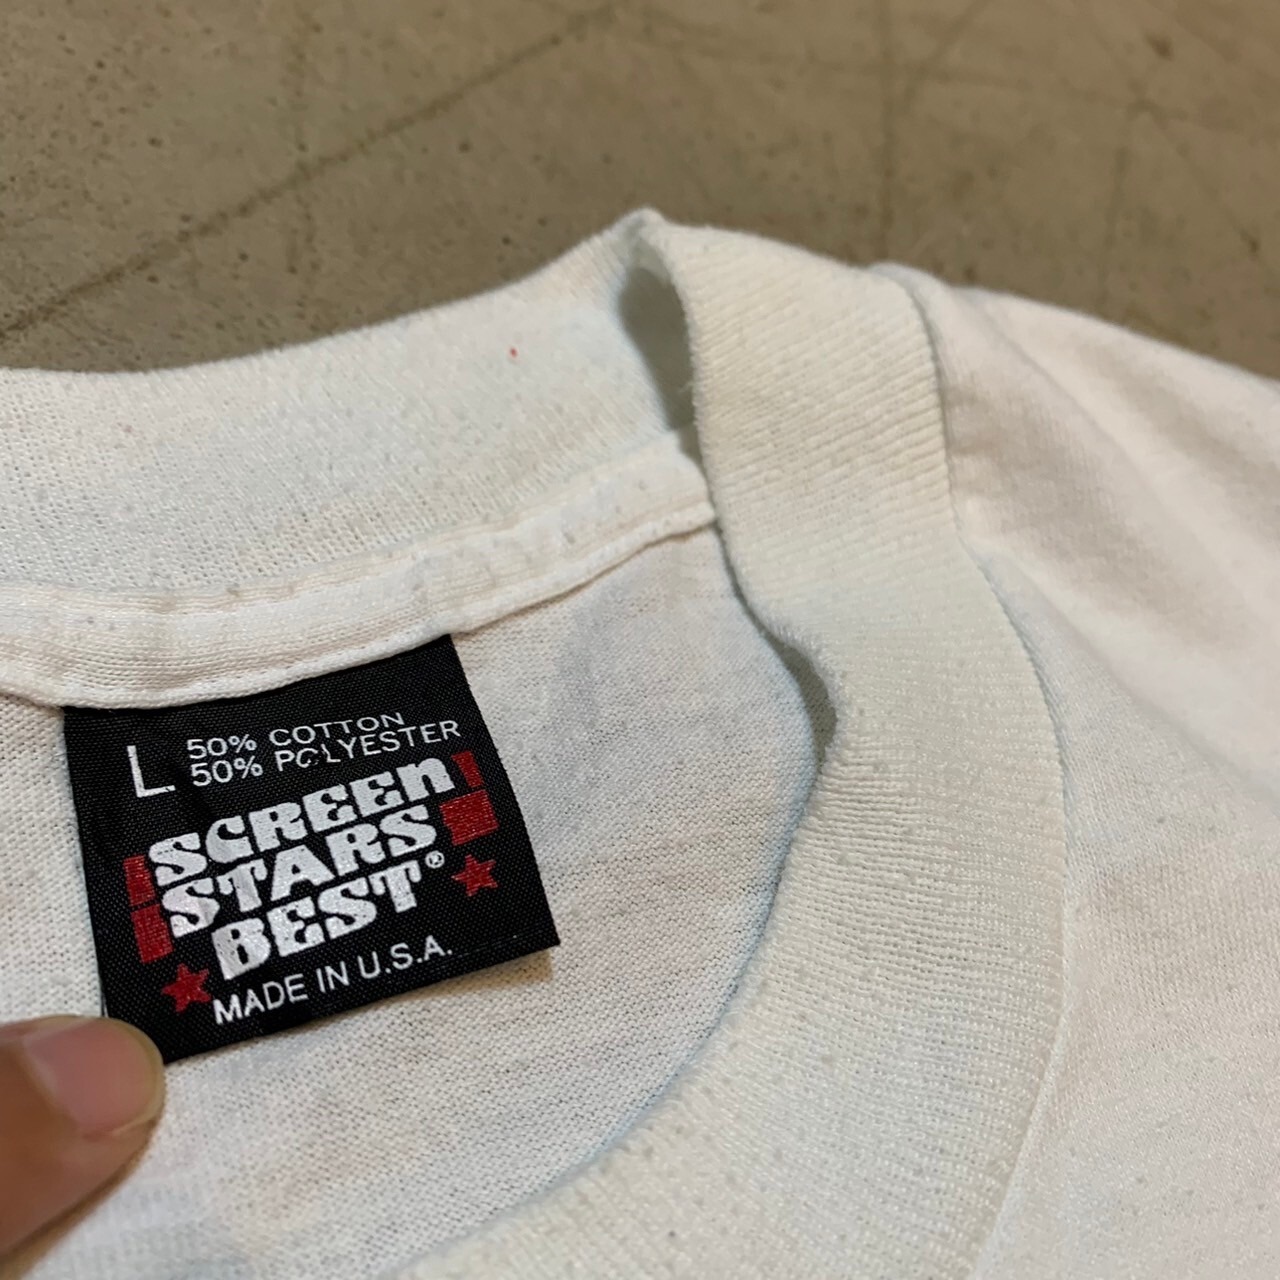 L 50% COTTON
50% POLYESTER
SCREEN
STARS
BEST®
MADE IN U.S.A.